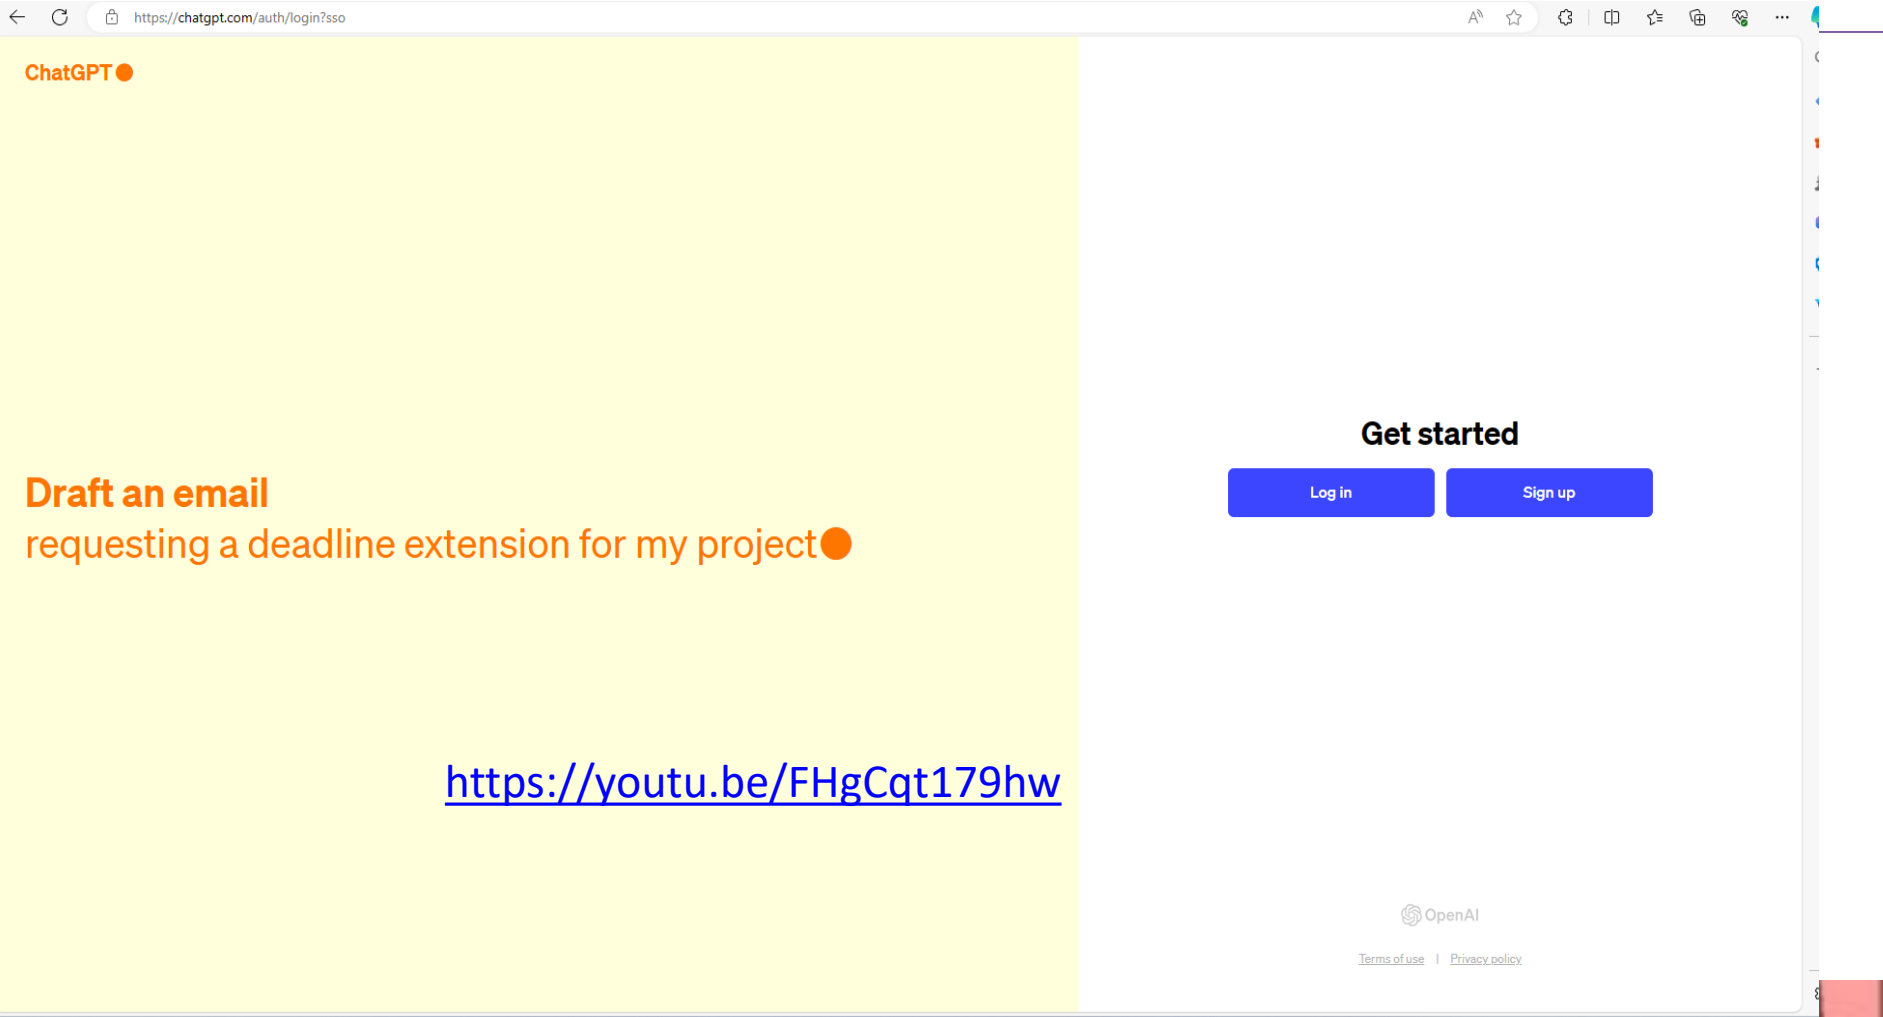 https://chatgpt.com/auth/login?sso
ChatGPT
Draft an email
requesting a deadline extension for my project
https://youtu.be/FHgCqt179hw
Get started
Log in
Sign up
OpenAI
Terms of use | Privacy policy